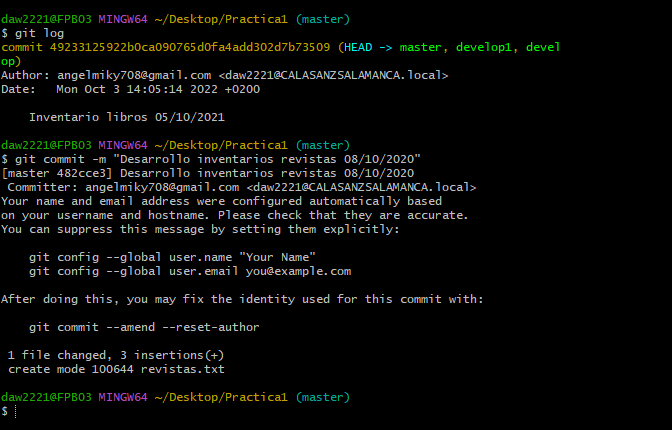 daw2221@FPB03 MINGW64 ~/Desktop/Practica1 (master)
$ git log
commit 49233125922b0ca090765d0fa4add302d7b73509 (HEAD -> master, develop1, devel
op)
Author: angelmiky708@gmail.com <daw2221@CALASANZSALAMANCA.local>
Date:   Mon Oct 3 14:05:14 2022 +0200

    Inventario libros 05/10/2021

daw2221@FPB03 MINGW64 ~/Desktop/Practica1 (master)
$ git commit -m "Desarrollo inventarios revistas 08/10/2020"
[master 482cce3] Desarrollo inventarios revistas 08/10/2020
 Committer: angelmiky708@gmail.com <daw2221@CALASANZSALAMANCA.local>
Your name and email address were configured automatically based
on your username and hostname. Please check that they are accurate.
You can suppress this message by setting them explicitly:

    git config --global user.name "Your Name"
    git config --global user.email you@example.com

After doing this, you may fix the identity used for this commit with:

    git commit --amend --reset-author

 1 file changed, 3 insertions(+)
 create mode 100644 revistas.txt

daw2221@FPB03 MINGW64 ~/Desktop/Practica1 (master)
$